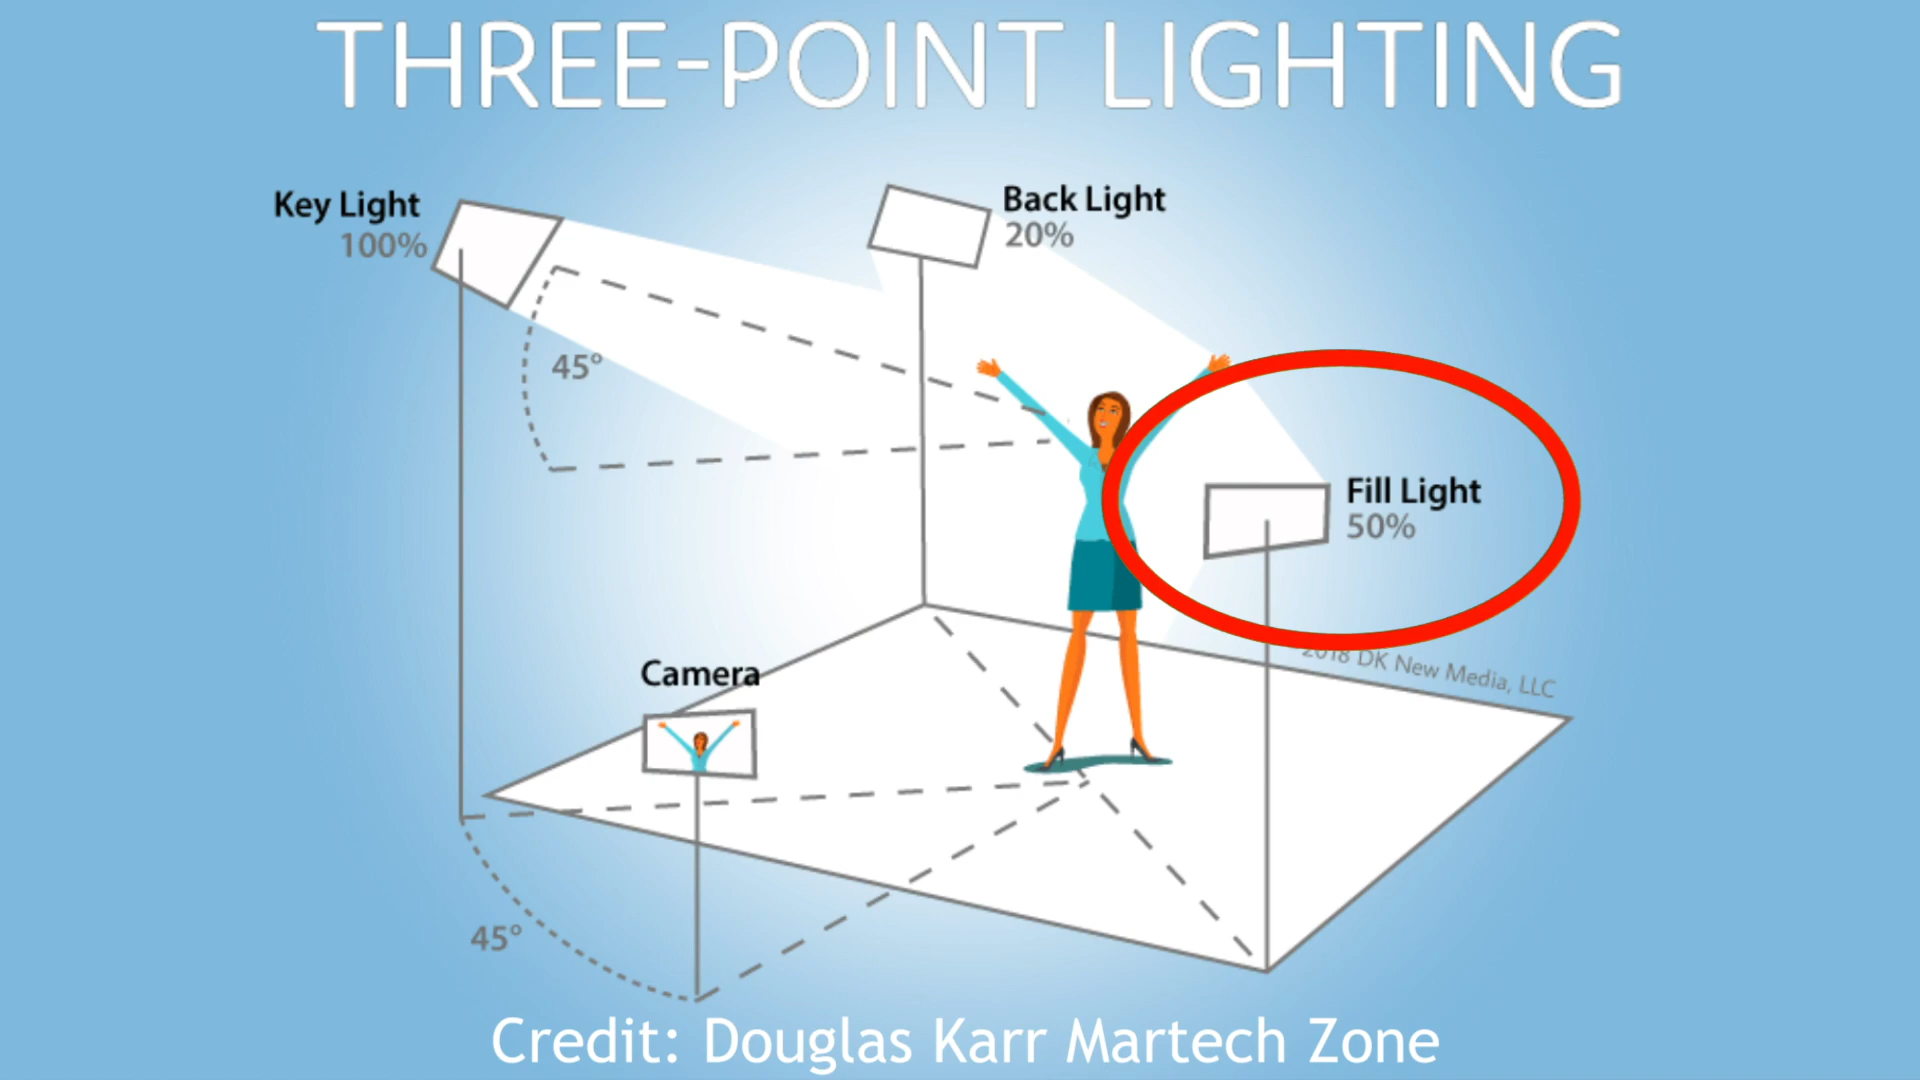 THREE-POINT LIGHTING
Key Light
100%
Back Light
20%
45°
Fill Light
50%
2018 DK New Media, LLC
Camera
45°
Credit: Douglas Karr Martech Zone